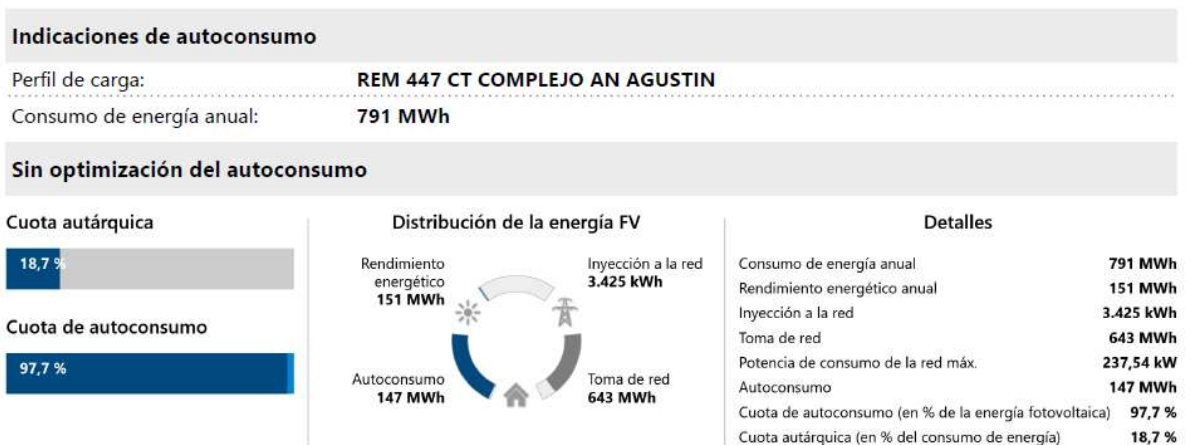 Indicaciones de autoconsumo
Perfil de carga: REM 447 CT COMPLEJO AN AGUSTIN
Consumo de energía anual: 791 MWh
Sin optimización del autoconsumo
Cuota autárquica
18,7 %
Cuota de autoconsumo
97,7 %
Distribución de la energía FV
Rendimiento
energético
151 MWh
Inyección a la red
3.425 kWh
Autoconsumo
147 MWh
Toma de red
643 MWh
Detalles
Consumo de energía anual 791 MWh
Rendimiento energético anual 151 MWh
Inyección a la red 3.425 kWh
Toma de red 643 MWh
Potencia de consumo de la red máx. 237,54 kW
Autoconsumo 147 MWh
Cuota de autoconsumo (en % de la energía fotovoltaica) 97,7 %
Cuota autárquica (en % del consumo de energía) 18,7 %